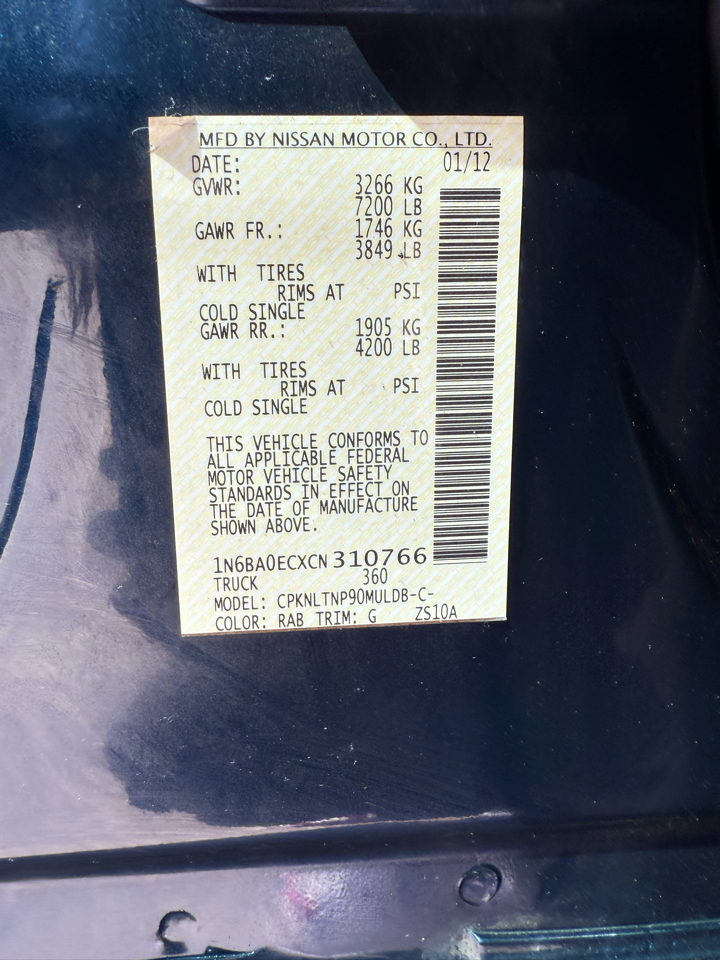 MFD BY NISSAN MOTOR CO., LTD.
DATE: 01/12
GVWR: 3266 KG
7200 LB
GAWR FR.: 1746 KG
3849 LB
WITH TIRES
RIMS AT PSI
COLD SINGLE
GAWR RR.: 1905 KG
4200 LB
WITH TIRES
RIMS AT PSI
COLD SINGLE
THIS VEHICLE CONFORMS TO
ALL APPLICABLE FEDERAL
MOTOR VEHICLE SAFETY
STANDARDS IN EFFECT ON
THE DATE OF MANUFACTURE
SHOWN ABOVE.
1N6BA0ECXCN310766
TRUCK 360
MODEL: CPKNLTNP90MULDB-C-
COLOR: RAB TRIM: G ZS10A